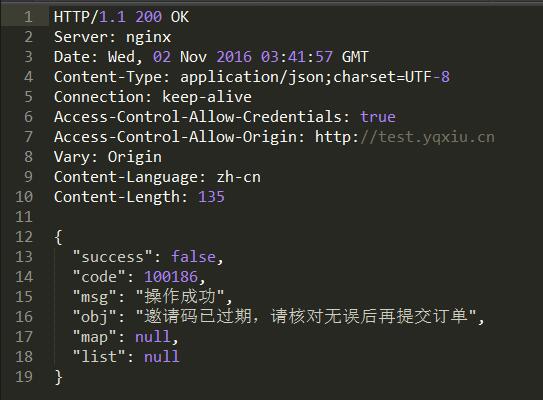 1 HTTP/1.1 200 OK
2 Server: nginx
3 Date: Wed, 02 Nov 2016 03:41:57 GMT
4 Content-Type: application/json;charset=UTF-8
5 Connection: keep-alive
6 Access-Control-Allow-Credentials: true
7 Access-Control-Allow-Origin: http://test.yqxiu.cn
8 Vary: Origin
9 Content-Language: zh-cn
10 Content-Length: 135
11
12 {
13 "success": false,
14 "code": 100186,
15 "msg": "操作成功",
16 "obj": "邀请码已过期，请核对无误后再提交订单",
17 "map": null,
18 "list": null
19 }